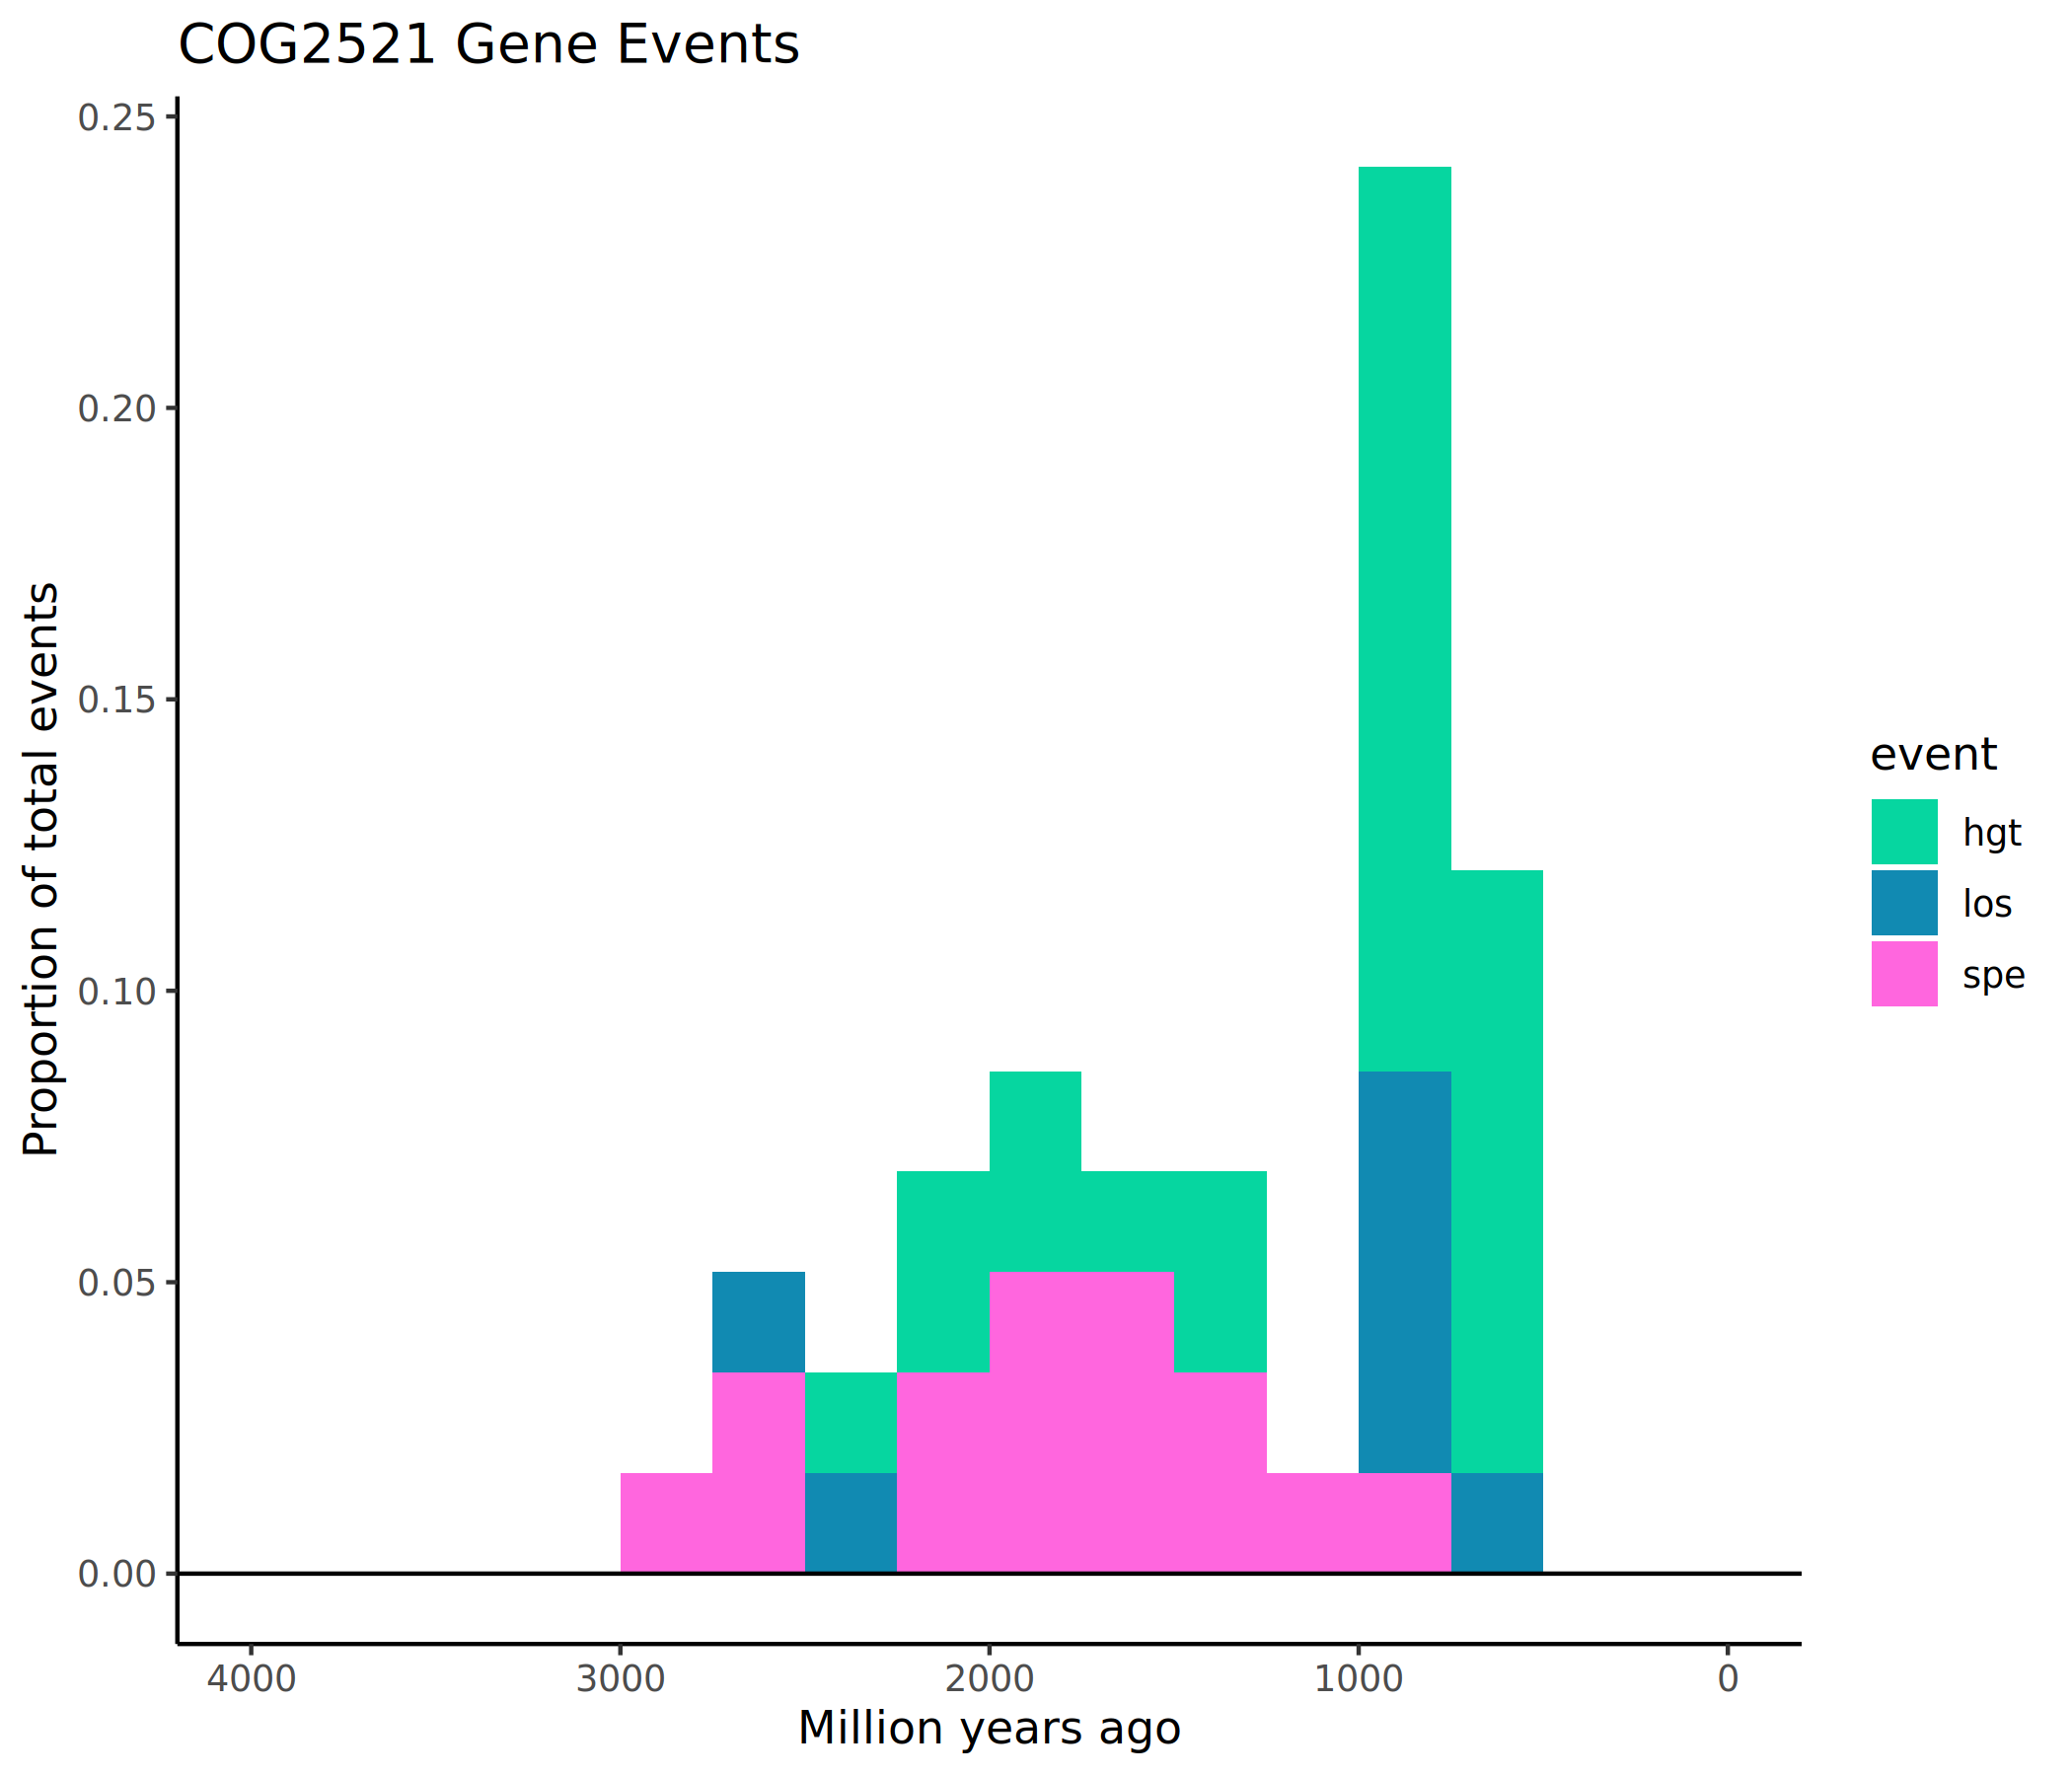 COG2521 Gene Events
Proportion of total events
0.25
0.20
0.15
0.10
0.05
0.00
4000 3000 2000 1000 0
Million years ago
event
hgt
los
spe